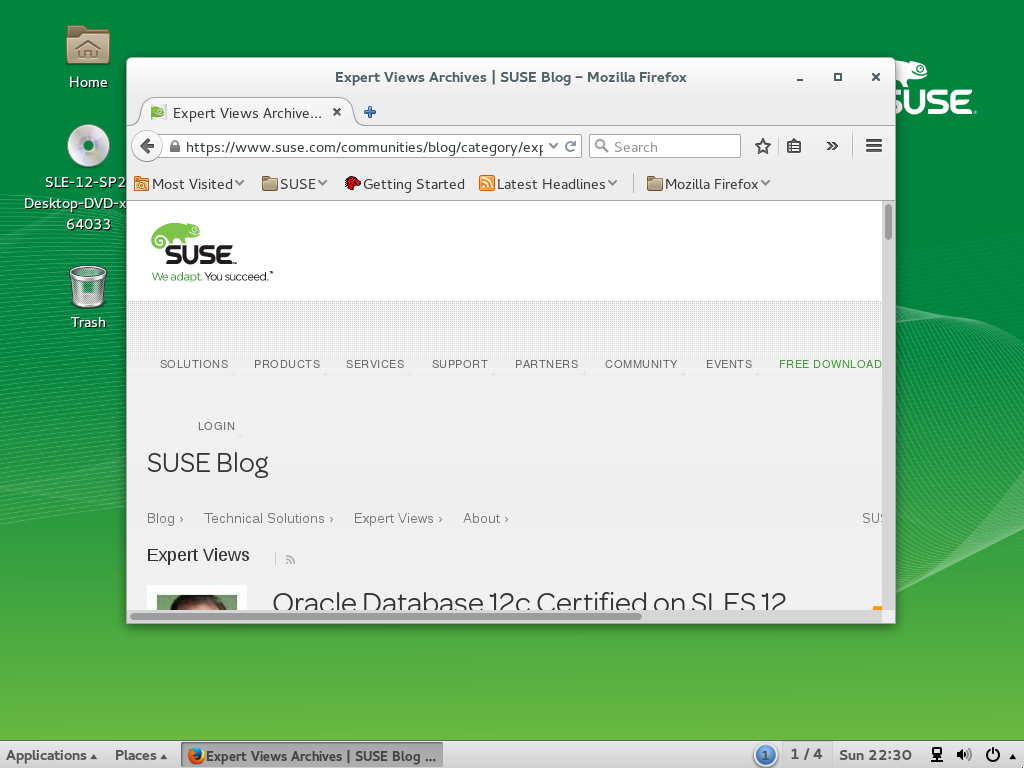 Home
SLE-12-SP2
Desktop-DVD-x
64033
Trash
SUSE
Expert Views Archives | SUSE Blog – Mozilla Firefox
Expert Views Archive...
https://www.suse.com/communities/blog/category/exp
Search
Most Visited
SUSE
Getting Started
Latest Headlines
Mozilla Firefox
SUSE
We adapt. You succeed.
SOLUTIONS PRODUCTS SERVICES SUPPORT PARTNERS COMMUNITY EVENTS FREE DOWNLOAD
LOGIN
SUSE Blog
Blog › Technical Solutions › Expert Views › About › SUS
Expert Views
Oracle Database 12c Certified on SLES 12
Applications Places Expert Views Archives | SUSE Blog ... 1 1 / 4 Sun 22:30